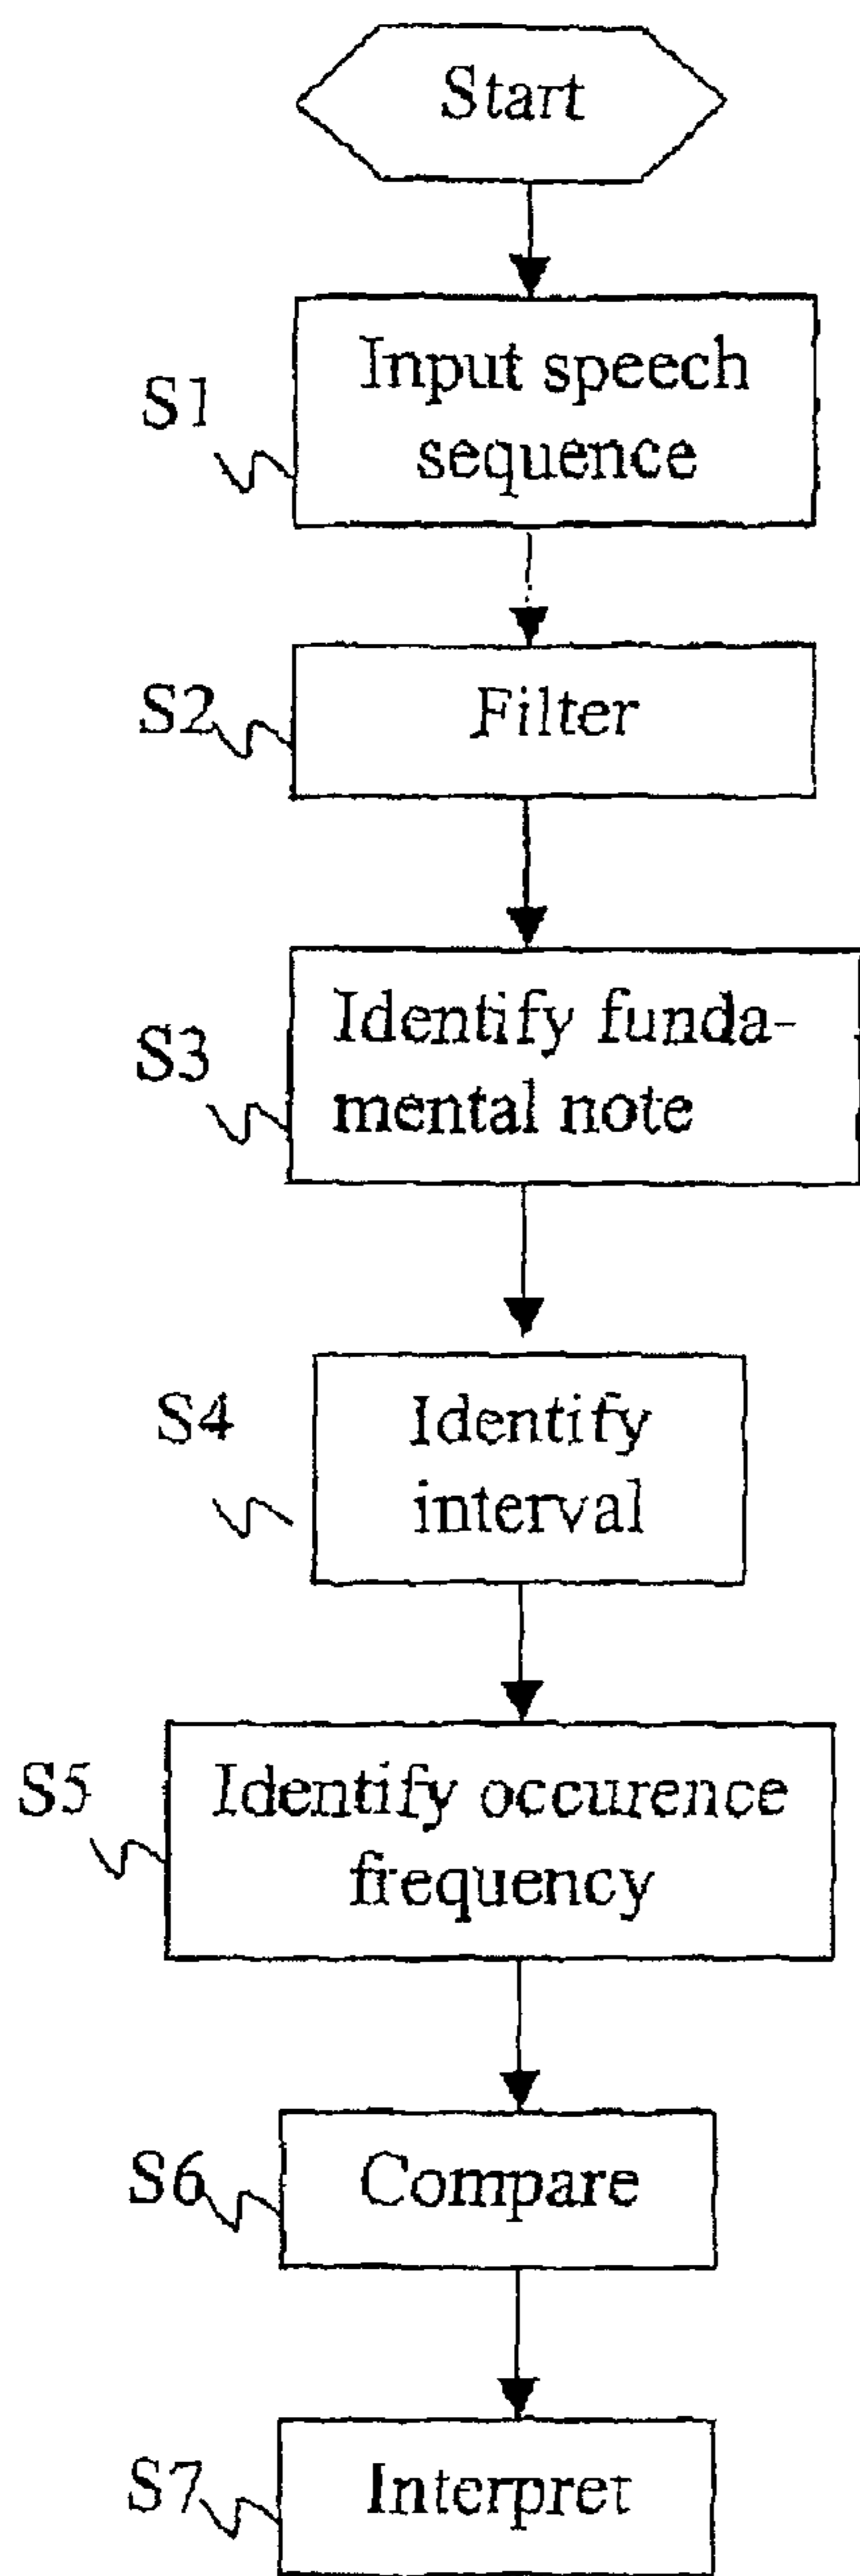 Start
S1
Input speech
sequence
S2
Filter
S3
Identify funda-
mental note
S4
Identify
interval
S5
Identify occurence
frequency
S6
Compare
S7
Interpret